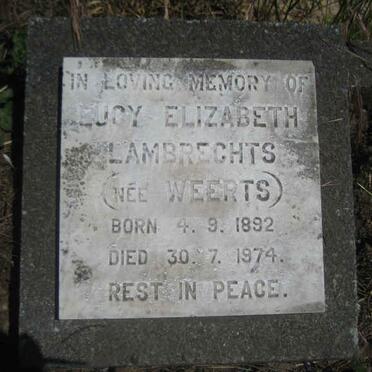 IN LOVING MEMORY OF
LUCY ELIZABETH
LAMBRECHTS
(NÉE WEERTS)
BORN 4. 9. 1892
DIED 30. 7. 1974.
REST IN PEACE.